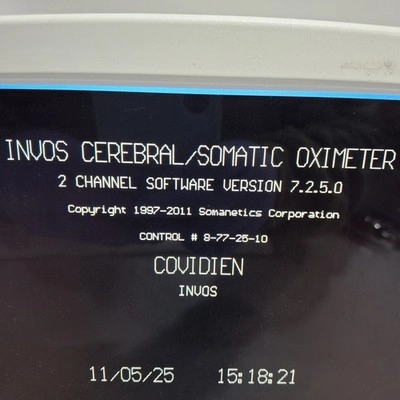 INVOS CEREBRAL/SOMATIC OXIMETER
2 CHANNEL SOFTWARE VERSION 7.2.5.0
Copyright 1997-2011 Somanetics Corporation
CONTROL # 8-77-25-10
COVIDIEN
INVOS
11/05/25 15:18:21